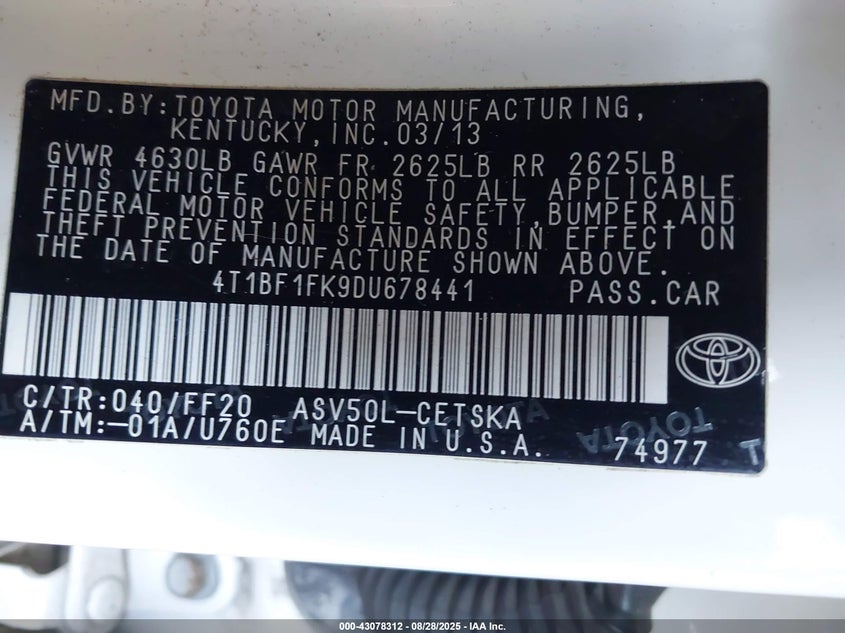 MFD.BY:TOYOTA MOTOR MANUFACTURING,
KENTUCKY,INC.03/13
GVWR 4630LB GAWR FR 2625LB RR 2625LB
THIS VEHICLE CONFORMS TO ALL APPLICABLE
FEDERAL MOTOR VEHICLE SAFETY,BUMPER,AND
THEFT PREVENTION STANDARDS IN EFFECT ON
THE DATE OF MANUFACTURE SHOWN ABOVE.
4T1BF1FK9DU678441 PASS.CAR
C/TR:040/FF20 ASV50L-CETSKA
A/TM:-01A/U760E MADE IN U.S.A. 74977
TOYOTA
000-43078312 | 08/28/2025 | IAA Inc.